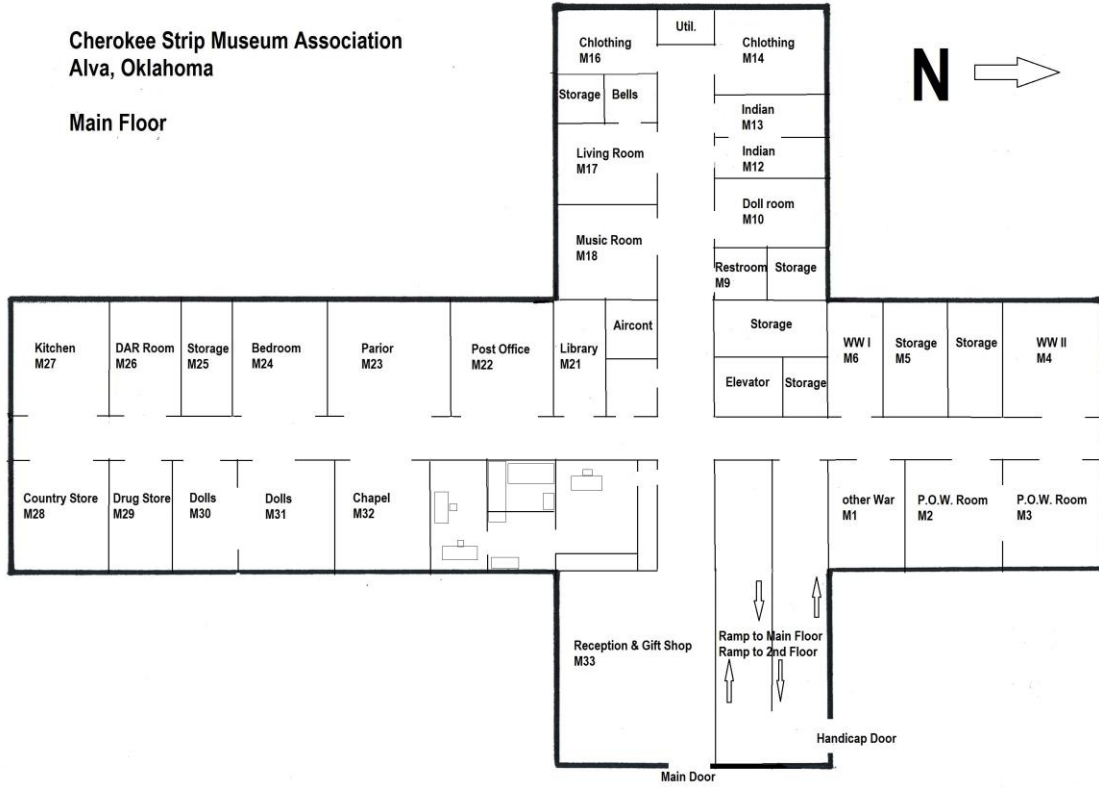 Cherokee Strip Museum Association
Alva, Oklahoma
Main Floor
N
Util.
Chlothing
M16
Chlothing
M14
Storage
Bells
Indian
M13
Living Room
M17
Indian
M12
Doll room
M10
Music Room
M18
Restroom
M9
Storage
Kitchen
M27
DAR Room
M26
Storage
M25
Bedroom
M24
Parior
M23
Post Office
M22
Library
M21
Aircont
Storage
Elevator
Storage
WW I
M6
Storage
M5
Storage
WW II
M4
Country Store
M28
Drug Store
M29
Dolls
M30
Dolls
M31
Chapel
M32
other War
M1
P.O.W. Room
M2
P.O.W. Room
M3
Reception & Gift Shop
M33
Ramp to Main Floor
Ramp to 2nd Floor
Handicap Door
Main Door